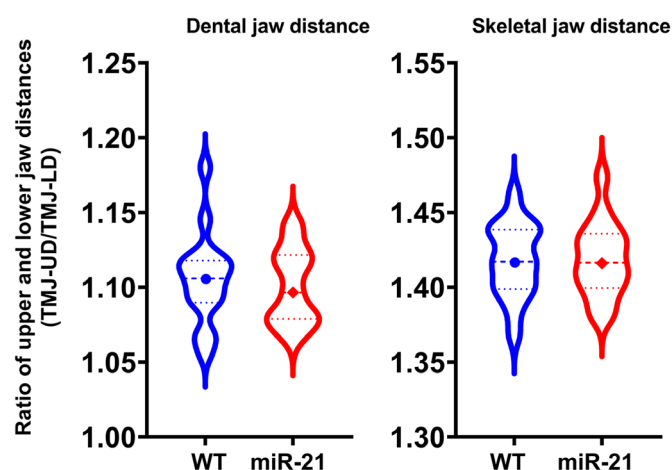 Dental jaw distance
Skeletal jaw distance
Ratio of upper and lower jaw distances
(TMJ-UD/TMJ-LD)
1.25
1.20
1.15
1.10
1.05
1.00
WT miR-21
1.55
1.50
1.45
1.40
1.35
1.30
WT miR-21